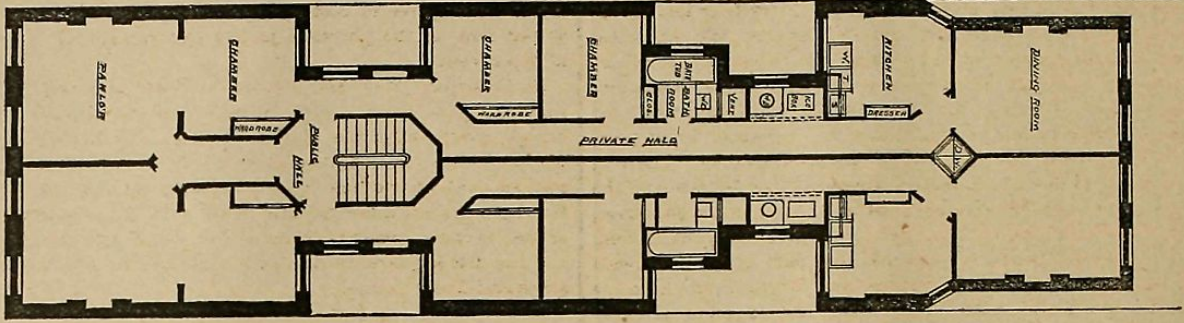 PARLOR
CHAMBER
WARDROBE
PUBLIC
HALL
CHAMBER
WARDROBE
CHAMBER
BATH
TUB
BATH
ROOM
CLOS
W.C.
VENT
PRIVATE HALL
ICE
BOX
W.
T.
S
KITCHEN
DRESSER
DINING ROOM
D.W.